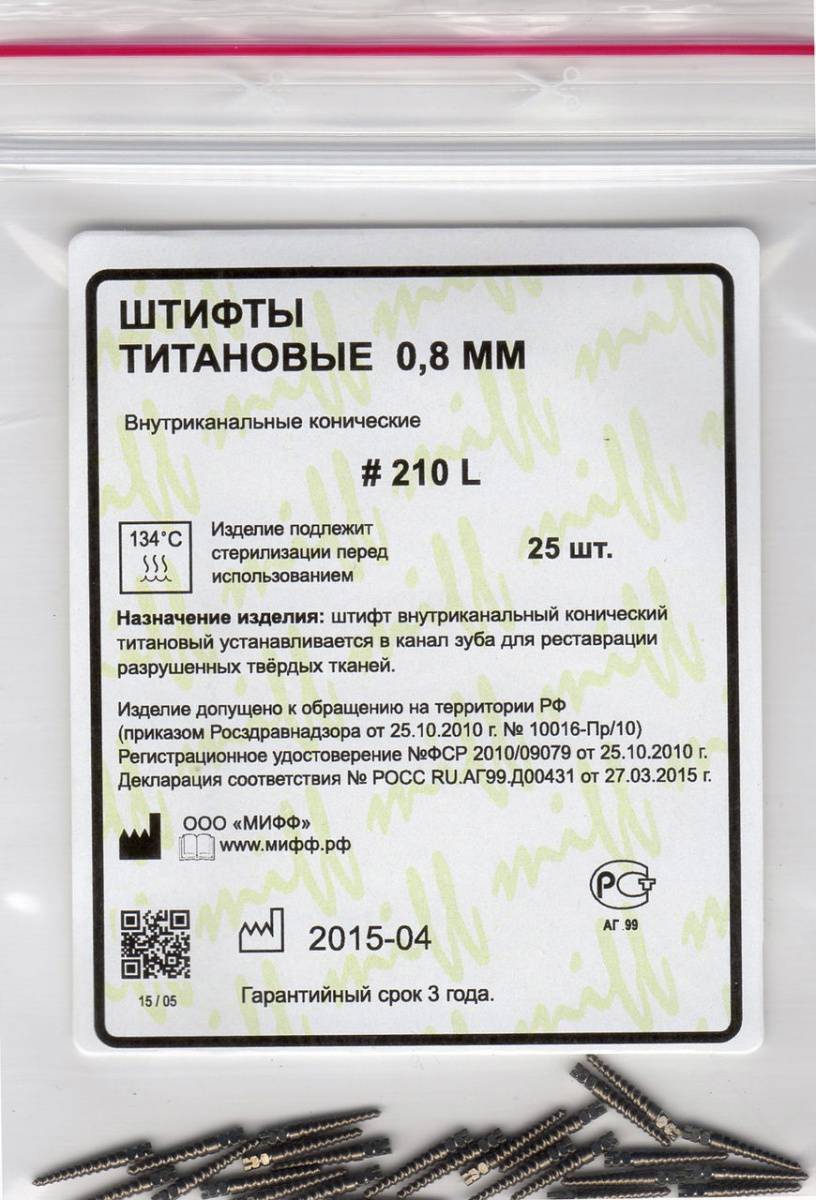 ШТИФТЫ
ТИТАНОВЫЕ 0,8 ММ
Внутриканальные конические
# 210 L
134°C
Изделие подлежит
стерилизации перед
использованием
25 шт.
Назначение изделия: штифт внутриканальный конический
титановый устанавливается в канал зуба для реставрации
разрушенных твёрдых тканей.
Изделие допущено к обращению на территории РФ
(приказом Росздравнадзора от 25.10.2010 г. № 10016-Пр/10)
Регистрационное удостоверение №ФСР 2010/09079 от 25.10.2010 г.
Декларация соответствия № РОСС RU.АГ99.Д00431 от 27.03.2015 г.
ООО «МИФФ»
www.мифф.рф
РСТ
АГ 99
2015-04
15 / 05
Гарантийный срок 3 года.